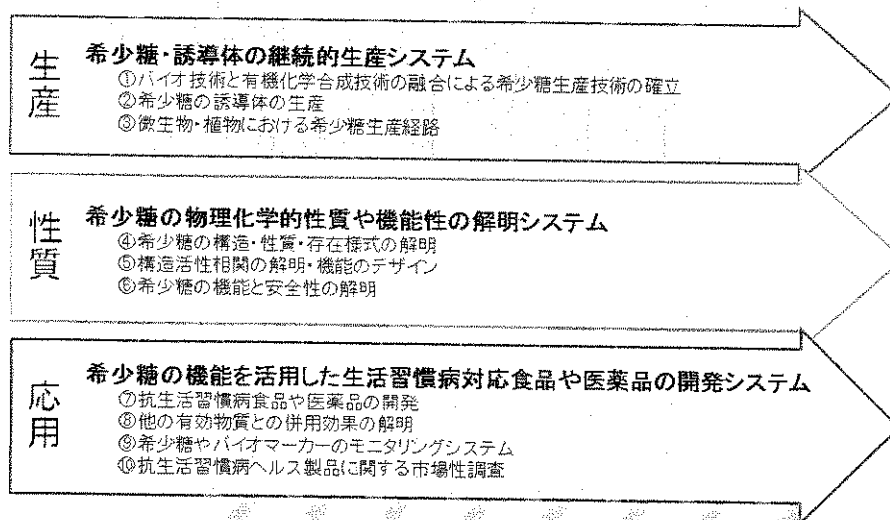 生産
希少糖・誘導体の継続的生産システム
①バイオ技術と有機化学合成技術の融合による希少糖生産技術の確立
②希少糖の誘導体の生産
③微生物・植物における希少糖生産経路
性質
希少糖の物理化学的性質や機能性の解明システム
④希少糖の構造・性質・存在様式の解明
⑤構造活性相関の解明・機能のデザイン
⑥希少糖の機能と安全性の解明
応用
希少糖の機能を活用した生活習慣病対応食品や医薬品の開発システム
⑦抗生活習慣病食品や医薬品の開発
⑧他の有効物質との併用効果の解明
⑨希少糖やバイオマーカーのモニタリングシステム
⑩抗生活習慣病ヘルス製品に関する市場性調査